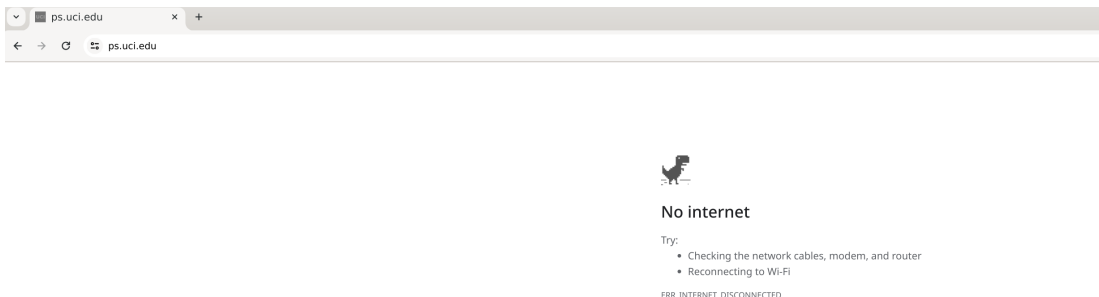 ps.uci.edu
ps.uci.edu
No internet
Try:
Checking the network cables, modem, and router
Reconnecting to Wi-Fi
ERR_INTERNET_DISCONNECTED